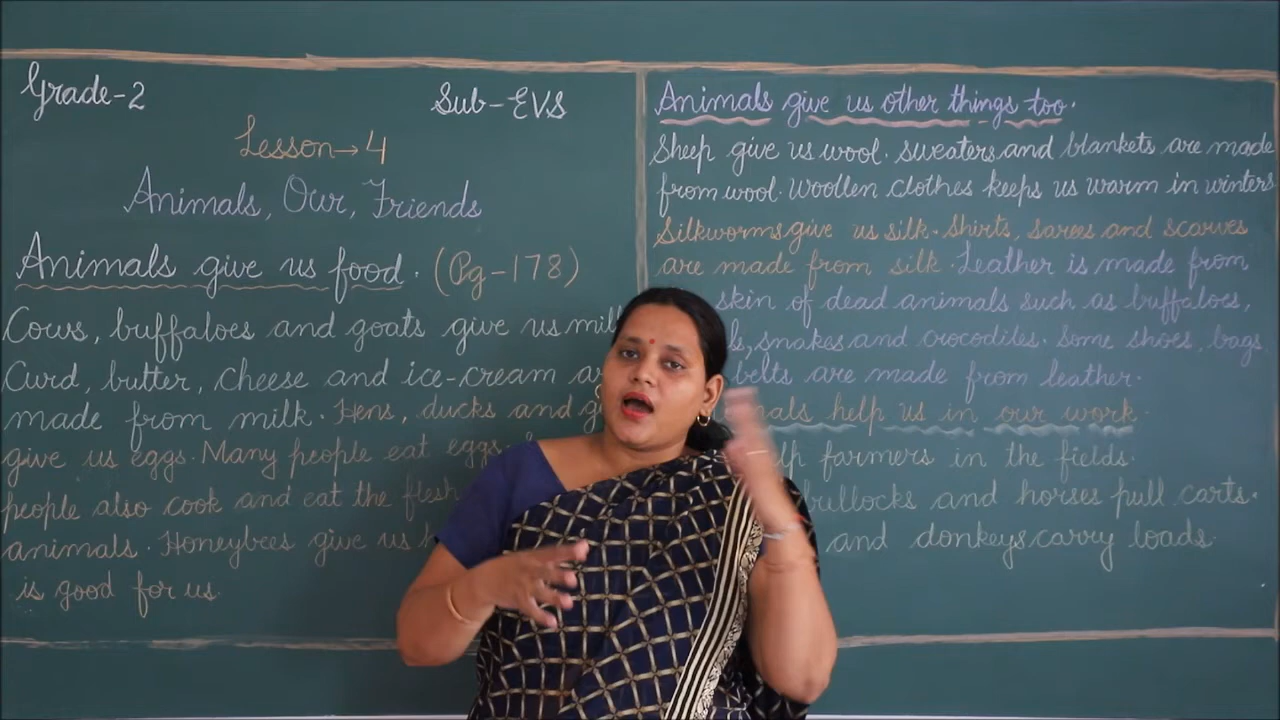 Grade-2
Sub-EVS
Lesson→4
Animals, Our, Friends
Animals give us food. (Pg-178)
Cows, buffaloes and goats give us
Curd, butter, cheese and ice-cream
made from milk. Hens, ducks and
give us eggs. Many people eat eggs.
people also cook and eat the flesh
animals. Honeybees give us
is good for us.
Animals give us other things too.
Sheep give us wool. sweaters and blankets are made
from wool. Woollen clothes keeps us warm in winters
Silkworms give us silk. Shirts, sarees and scarves
are made from silk. Leather is made from
skin of dead animals such as buffaloes,
snakes and crocodiles. Some shoes, bags
belts are made from leather.
help us in our work.
farmers in the fields.
bullocks and horses pull carts.
and donkeys carry loads.